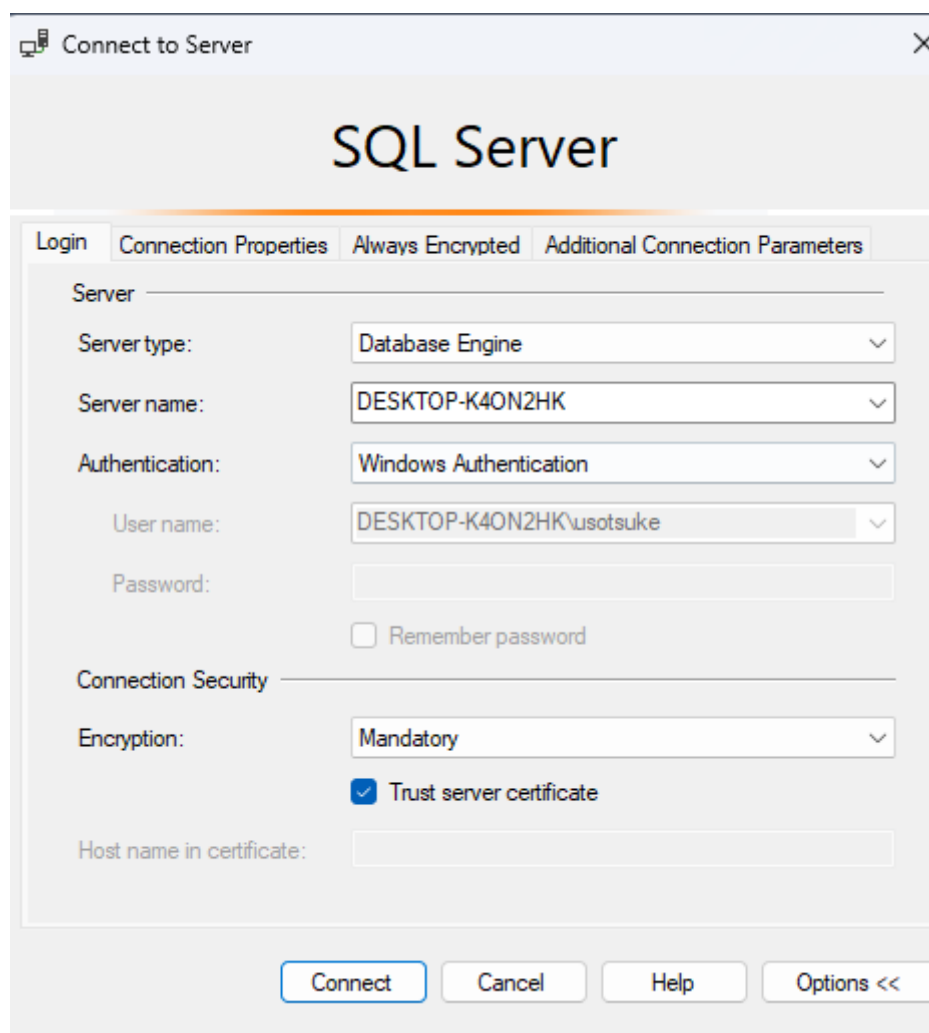 Connect to Server
SQL Server
Login Connection Properties Always Encrypted Additional Connection Parameters
Server
Server type: Database Engine
Server name: DESKTOP-K4ON2HK
Authentication: Windows Authentication
User name: DESKTOP-K4ON2HK\usotsuke
Password:
Remember password
Connection Security
Encryption: Mandatory
Trust server certificate
Host name in certificate:
Connect Cancel Help Options <<